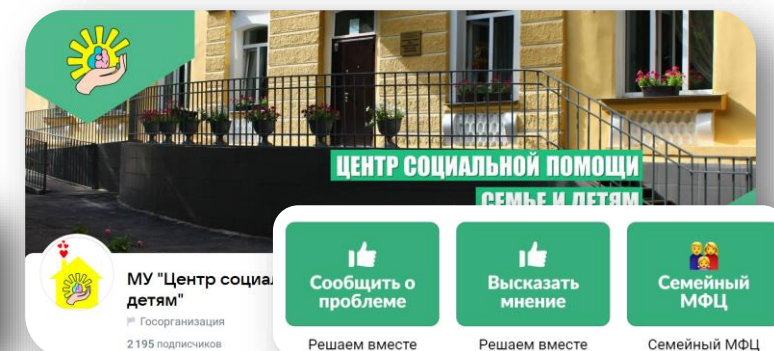 ЦЕНТР СОЦИАЛЬНОЙ ПОМОЩИ
СЕМЬЕ И ДЕТЯМ
МУ "Центр социа
детям"
Госорганизация
2 195 подписчиков
Сообщить о
проблеме
Решаем вместе
Высказать
мнение
Решаем вместе
Семейный
МФЦ
Семейный МФЦ